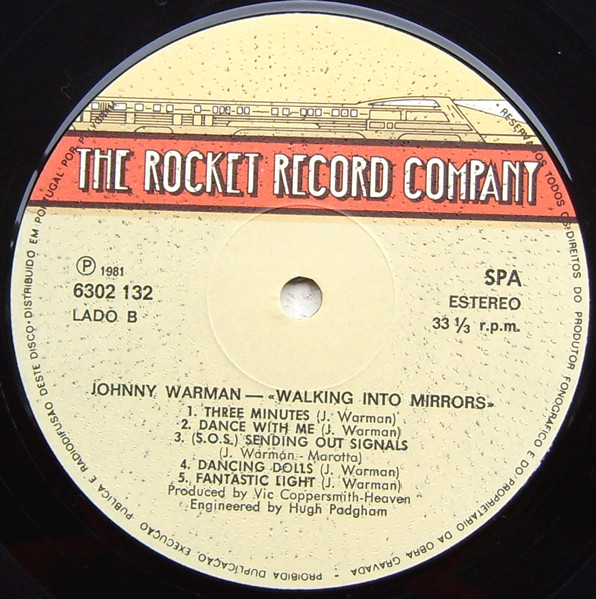 THE ROCKET RECORD COMPANY
Ⓟ 1981
6302 132
LADO B
SPA
ESTEREO
33 1/3 r.p.m.
JOHNNY WARMAN — «WALKING INTO MIRRORS»
1. THREE MINUTES (J. Warman)
2. DANCE WITH ME (J. Warman)
3. (S.O.S.) SENDING OUT SIGNALS
(J. Warman - Marotta)
4. DANCING DOLLS (J. Warman)
5. FANTASTIC LIGHT (J. Warman)
Produced by Vic Coppersmith-Heaven
Engineered by Hugh Padgham
RESERVADOS TODOS OS DIREITOS DO PRODUTOR FONOGRAFICO E DO PROPRIETARIO DA OBRA GRAVADA • PROIBIDA DUPLICAÇÃO, EXECUÇÃO PUBLICA E RADIODIFUSÃO DESTE DISCO • DISTRIBUIDO EM PORTUGAL POR